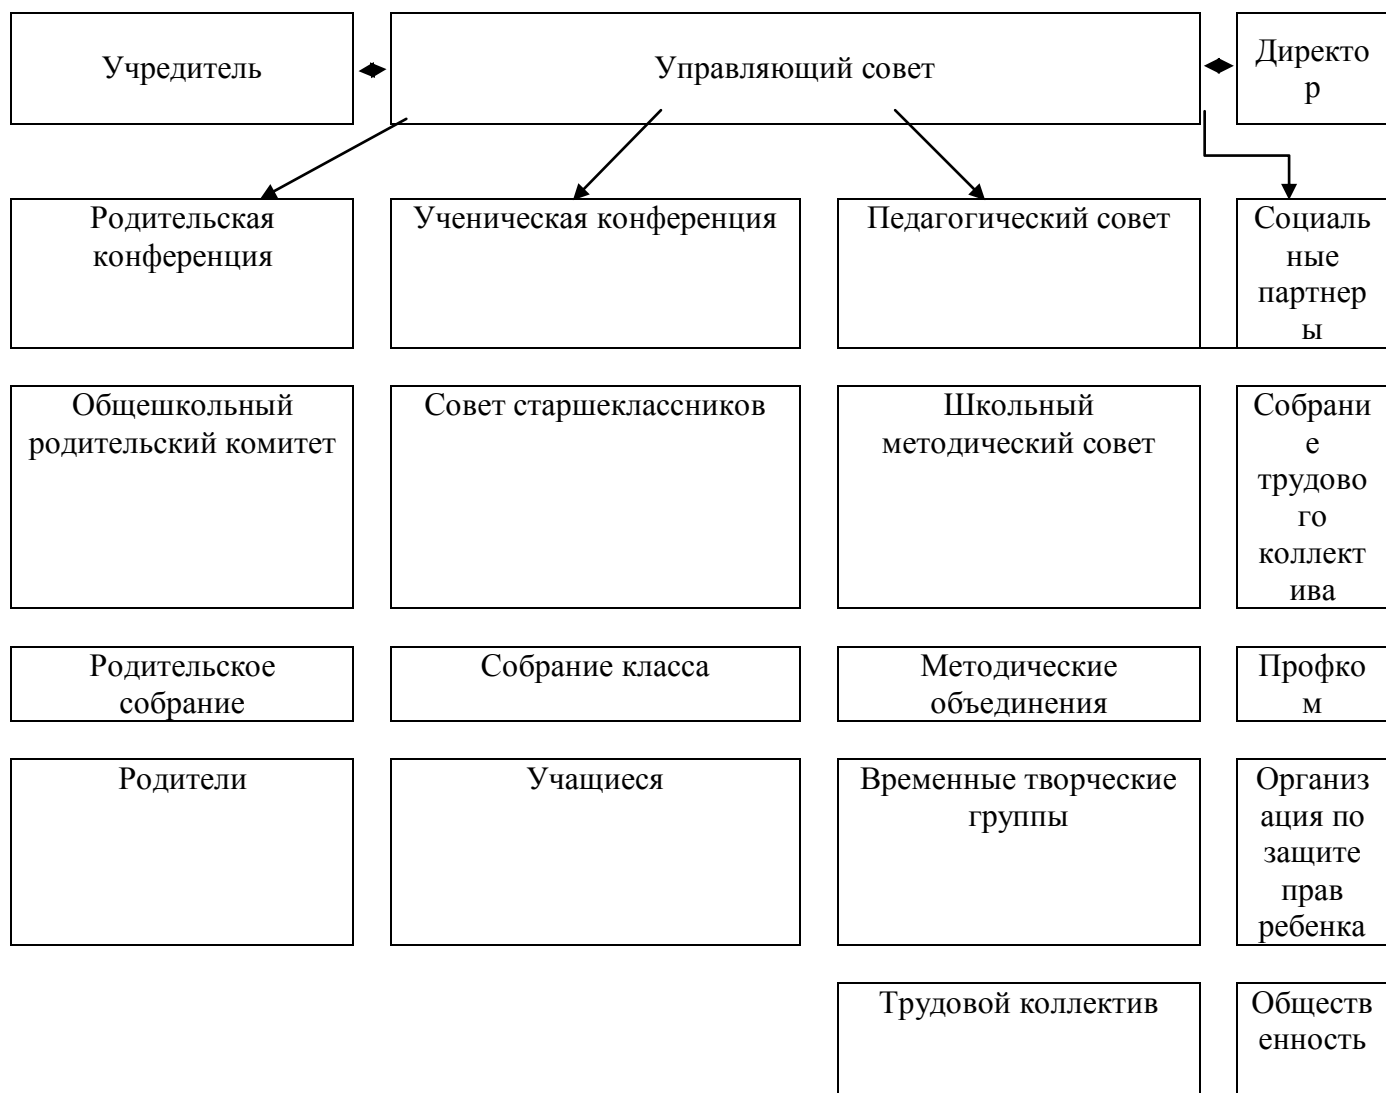 Учредитель
Управляющий совет
Директо
р
Родительская
конференция
Ученическая конференция
Педагогический совет
Социаль
ные
партнер
ы
Общешкольный
родительский комитет
Совет старшеклассников
Школьный
методический совет
Собрани
е
трудово
го
коллект
ива
Родительское
собрание
Собрание класса
Методические
объединения
Профко
м
Родители
Учащиеся
Временные творческие
группы
Организ
ация по
защите
прав
ребенка
Трудовой коллектив
Обществ
енность